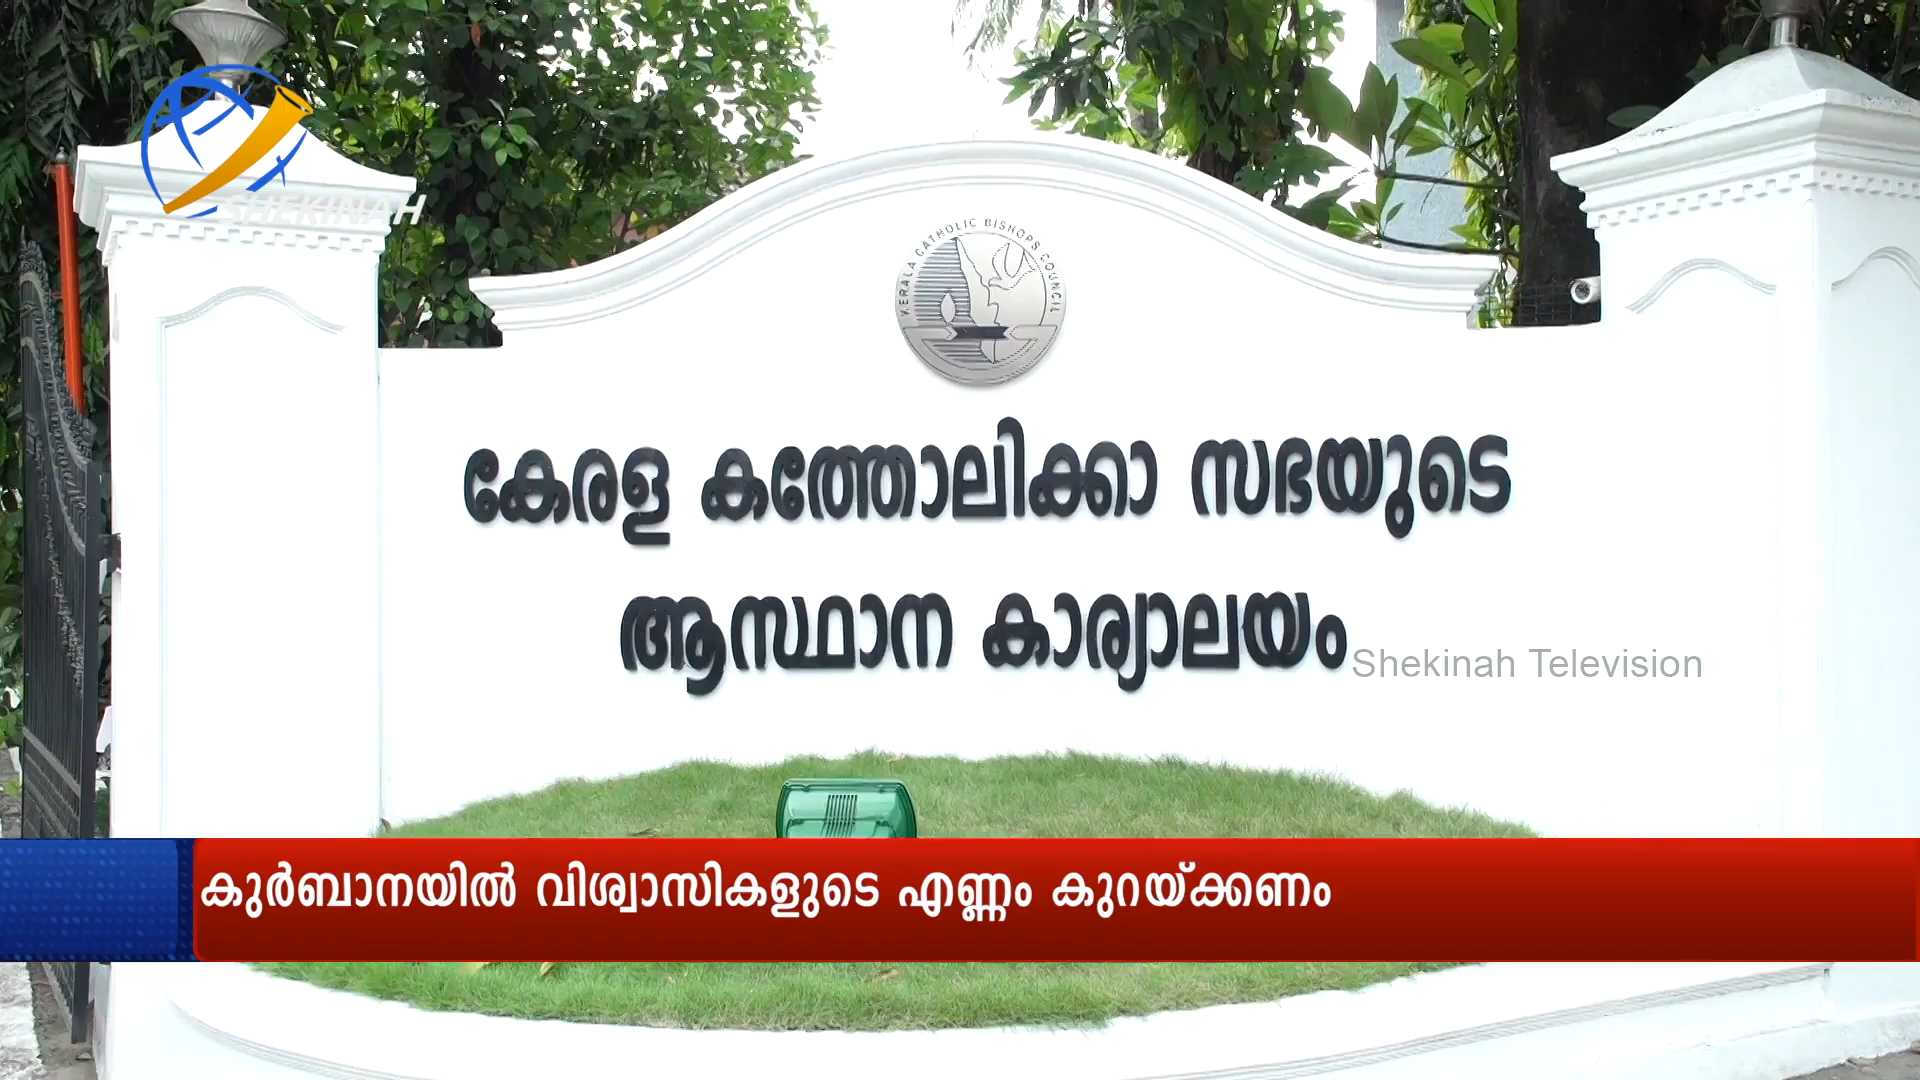 SHEKINAH
KERALA CATHOLIC BISHOPS COUNCIL
കേരള കത്തോലിക്കാ സഭയുടെ
ആസ്ഥാന കാര്യാലയം
Shekinah Television
കുർബാനയിൽ വിശ്വാസികളുടെ എണ്ണം കുറയ്ക്കണം